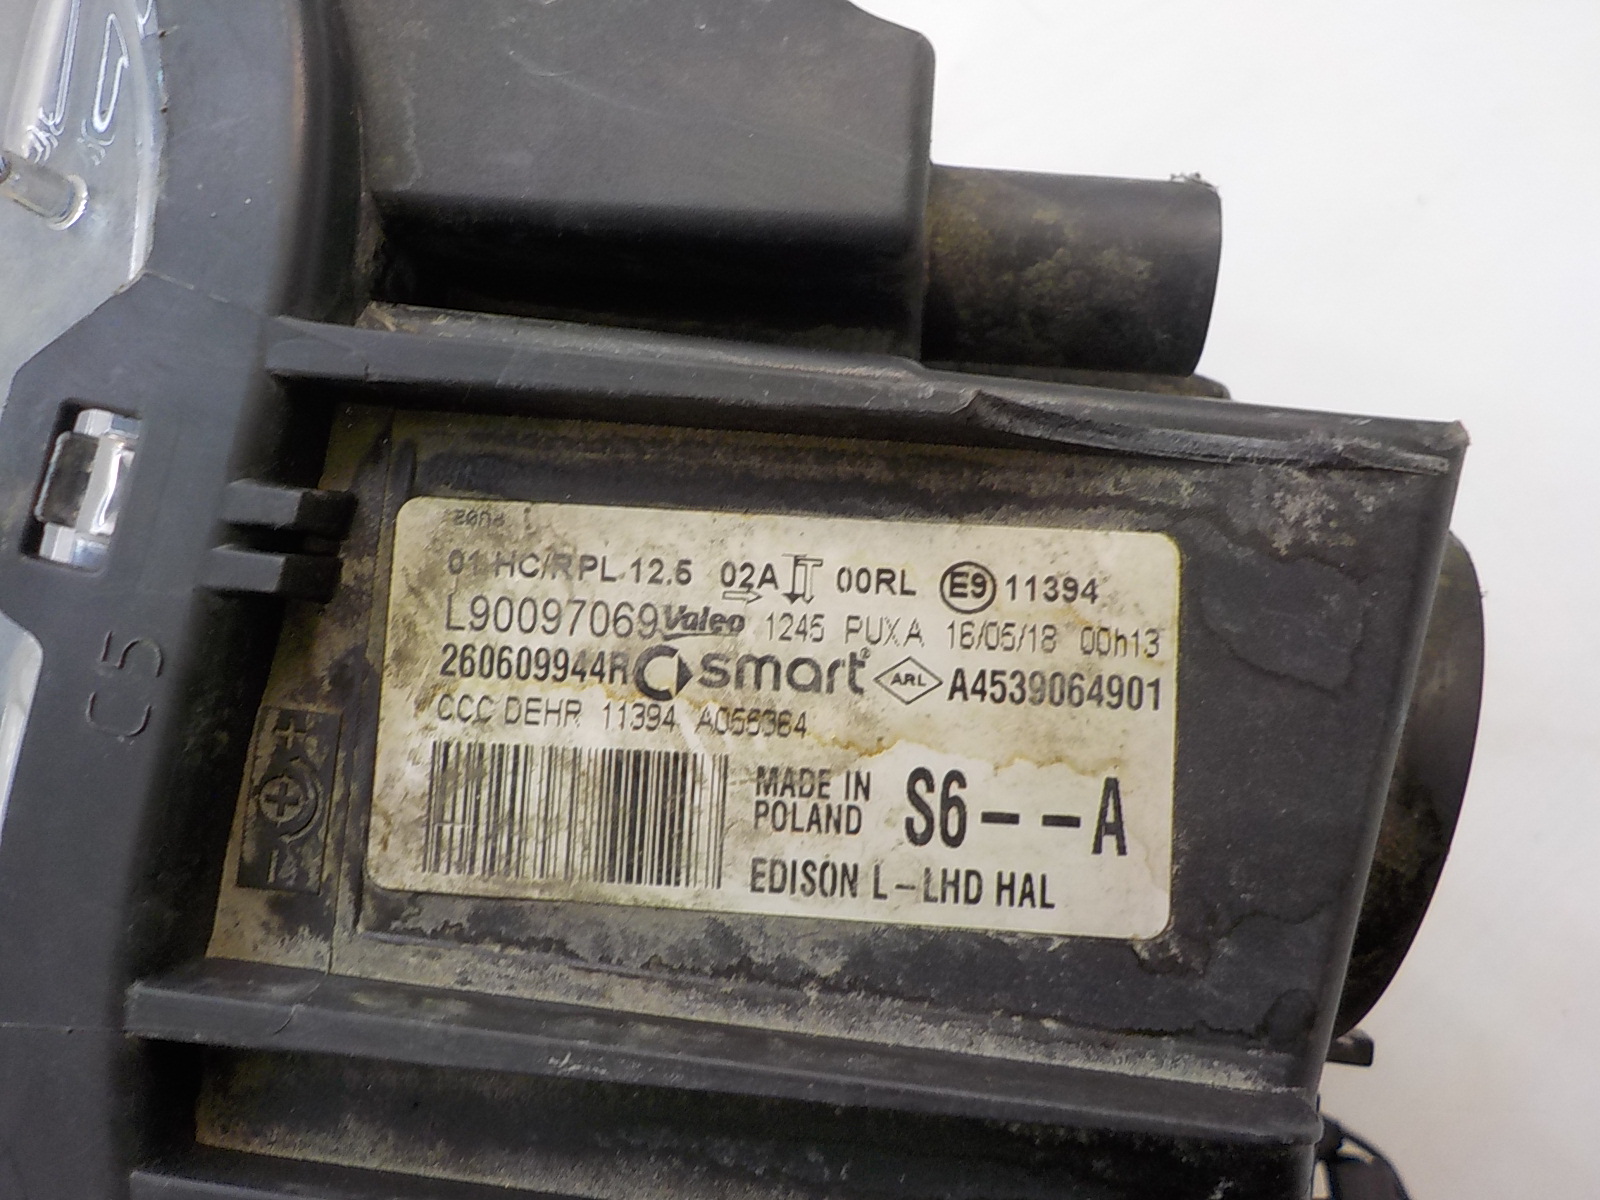 01 HC/RPL 12.5 02A 00RL E9 11394
L90097069 Valeo 1245 PUXA 16/05/18 00h13
260609944R smart ARL A4539064901
CCC DEHR 11394 A055364
MADE IN
POLAND
S6--A
EDISON L-LHD HAL
C5